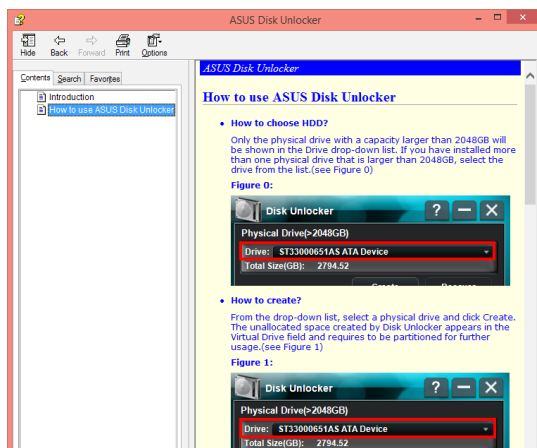 ASUS Disk Unlocker
Hide Back Forward Print Options
Contents Search Favorites
Introduction
How to use ASUS Disk Unlocker
ASUS Disk Unlocker
How to use ASUS Disk Unlocker
How to choose HDD?
Only the physical drive with a capacity larger than 2048GB will
be shown in the Drive drop-down list. If you have installed more
than one physical drive that is larger than 2048GB, select the
drive from the list.(see Figure 0)
Figure 0:
Disk Unlocker
Physical Drive(>2048GB)
Drive: ST33000651AS ATA Device
Total Size(GB): 2794.52
How to create?
From the drop-down list, select a physical drive and click Create.
The unallocated space created by Disk Unlocker appears in the
Virtual Drive field and requires to be partitioned for further
usage.(see Figure 1)
Figure 1:
Disk Unlocker
Physical Drive(>2048GB)
Drive: ST33000651AS ATA Device
Total Size(GB): 2794.52